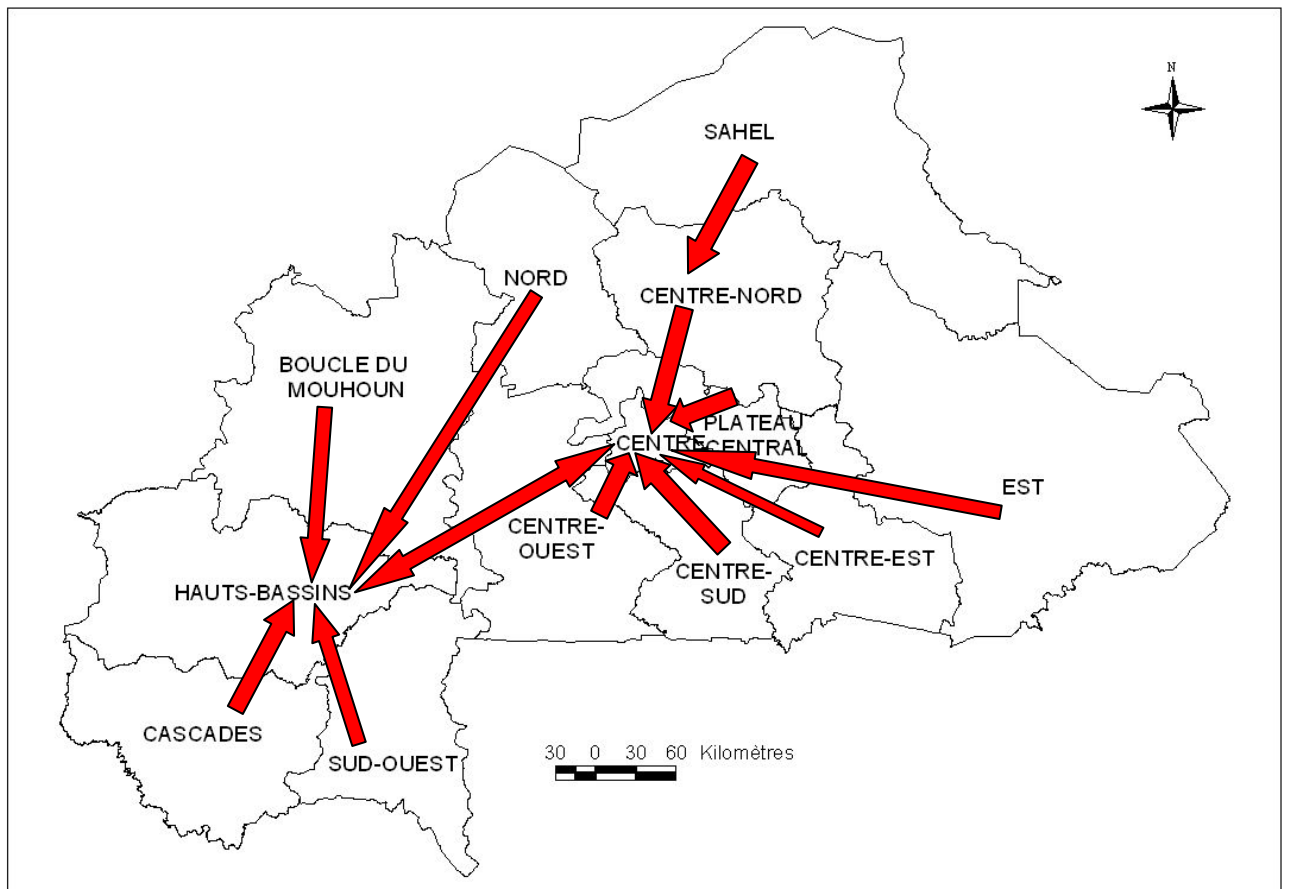 N
SAHEL
NORD
CENTRE-NORD
BOUCLE DU
MOUHOUN
PLATEAU
CENTRAL
CENTRE
EST
CENTRE-
OUEST
CENTRE-EST
CENTRE-
SUD
HAUTS-BASSINS
CASCADES
SUD-OUEST
30 0 30 60 Kilomètres